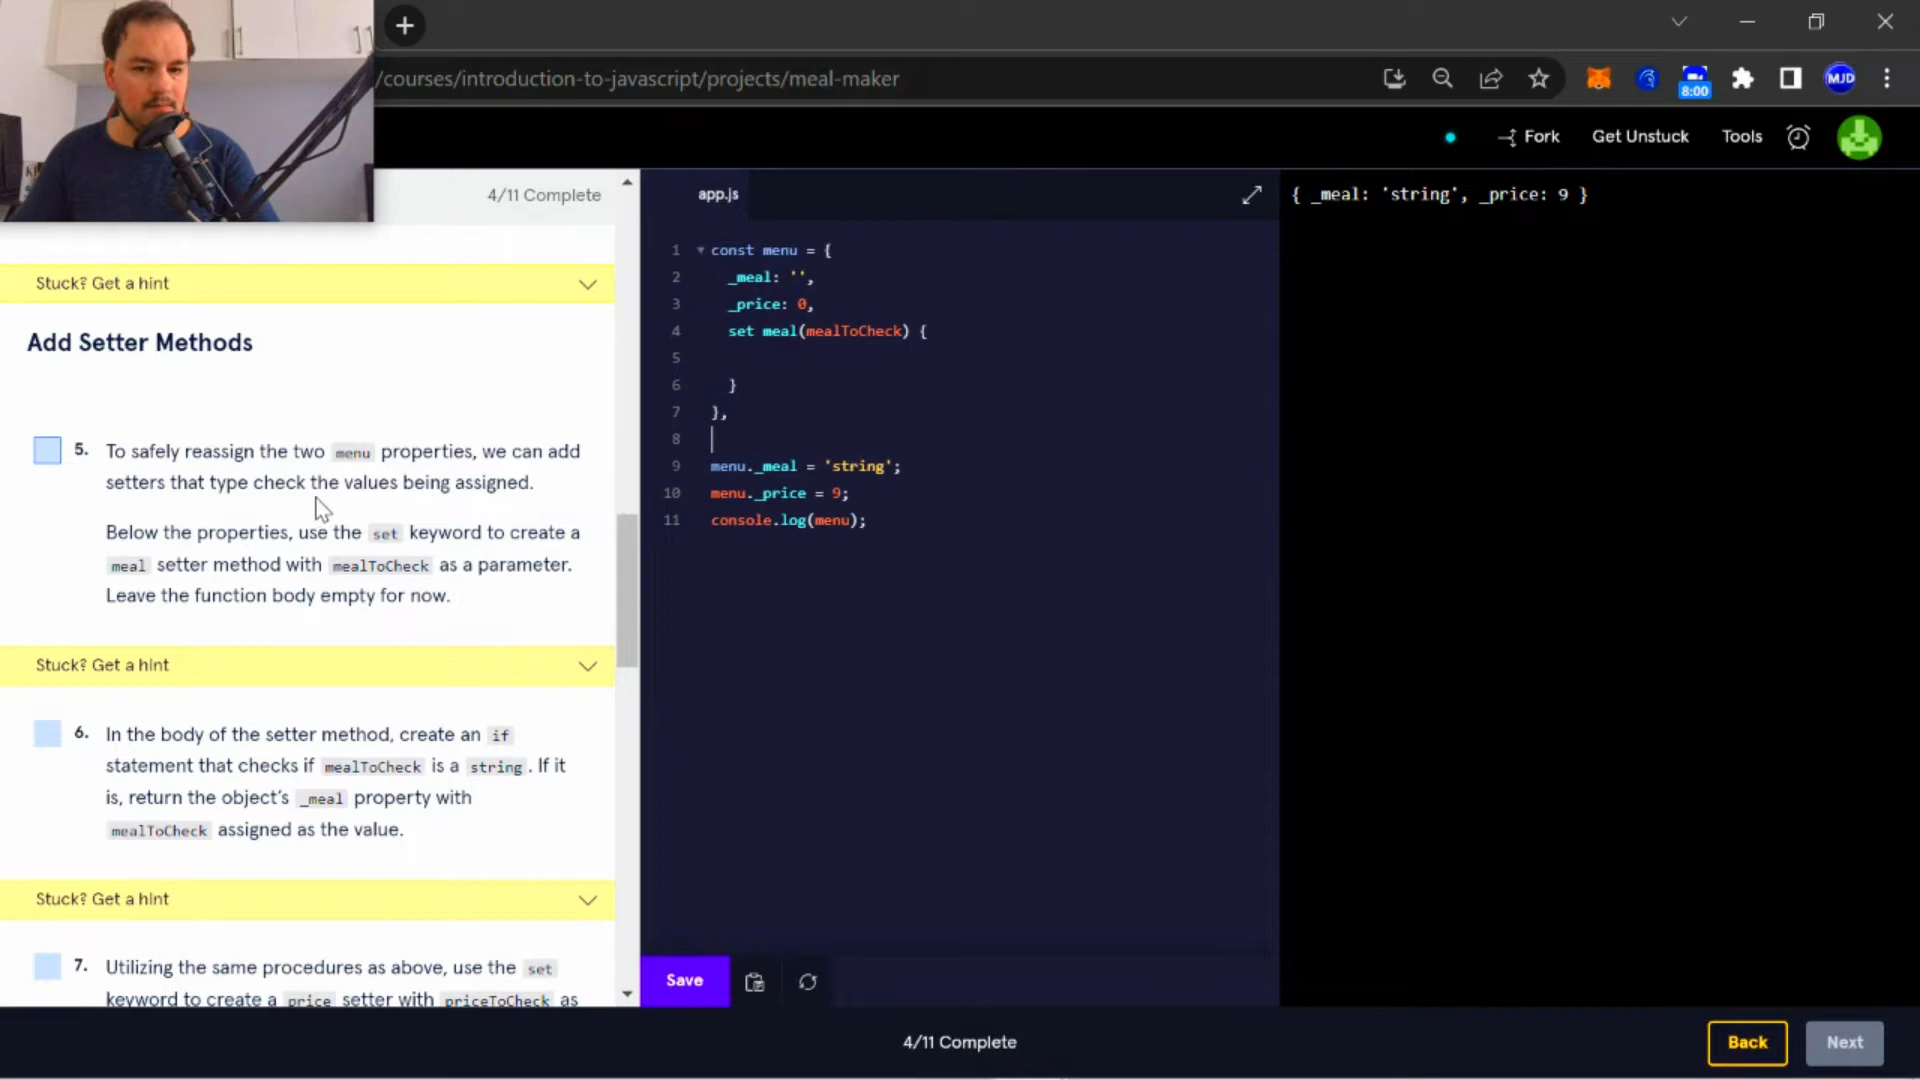 /courses/introduction-to-javascript/projects/meal-maker
8:00
MJD
Fork
Get Unstuck
Tools
4/11 Complete
Stuck? Get a hint
Add Setter Methods
5. To safely reassign the two menu properties, we can add
setters that type check the values being assigned.
Below the properties, use the set keyword to create a
meal setter method with mealToCheck as a parameter.
Leave the function body empty for now.
Stuck? Get a hint
6. In the body of the setter method, create an if
statement that checks if mealToCheck is a string. If it
is, return the object's _meal property with
mealToCheck assigned as the value.
Stuck? Get a hint
7. Utilizing the same procedures as above, use the set
keyword to create a price setter with priceToCheck as
app.js
1 const menu = {
2 _meal: '',
3 _price: 0,
4 set meal(mealToCheck) {
5
6 }
7 },
8
9 menu._meal = 'string';
10 menu._price = 9;
11 console.log(menu);
Save
{ _meal: 'string', _price: 9 }
4/11 Complete
Back
Next